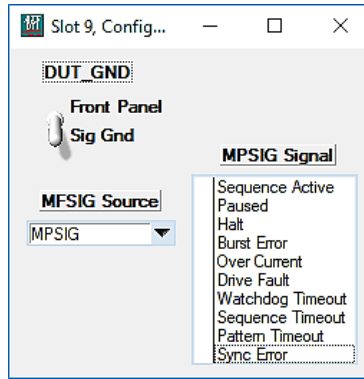 Slot 9, Config...
DUT_GND
Front Panel
Sig Gnd
MFSIG Source
MPSIG
MPSIG Signal
Sequence Active
Paused
Halt
Burst Error
Over Current
Drive Fault
Watchdog Timeout
Sequence Timeout
Pattern Timeout
Sync Error